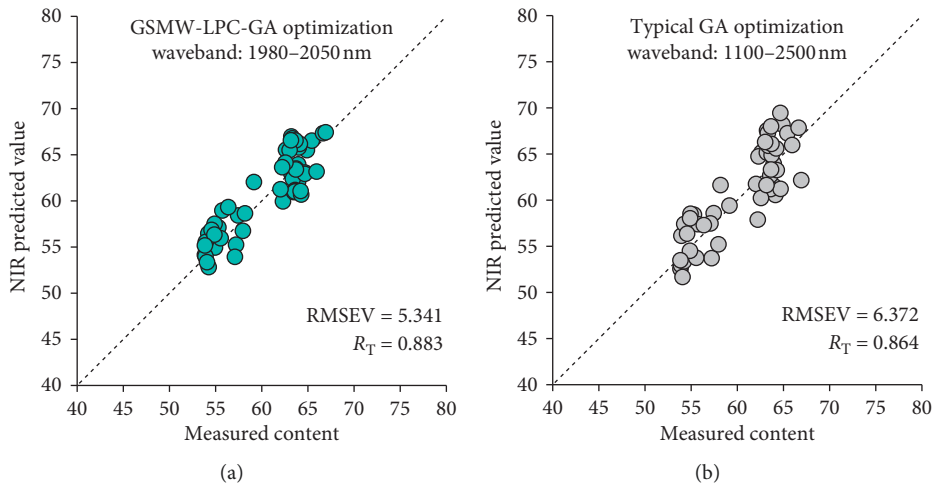 80
75
70
65
60
55
50
45
40
NIR predicted value
GSMW-LPC-GA optimization
waveband: 1980–2050 nm
RMSEV = 5.341
R_T = 0.883
40 45 50 55 60 65 70 75 80
Measured content
(a)
80
75
70
65
60
55
50
45
40
NIR predicted value
Typical GA optimization
waveband: 1100–2500 nm
RMSEV = 6.372
R_T = 0.864
40 45 50 55 60 65 70 75 80
Measured content
(b)